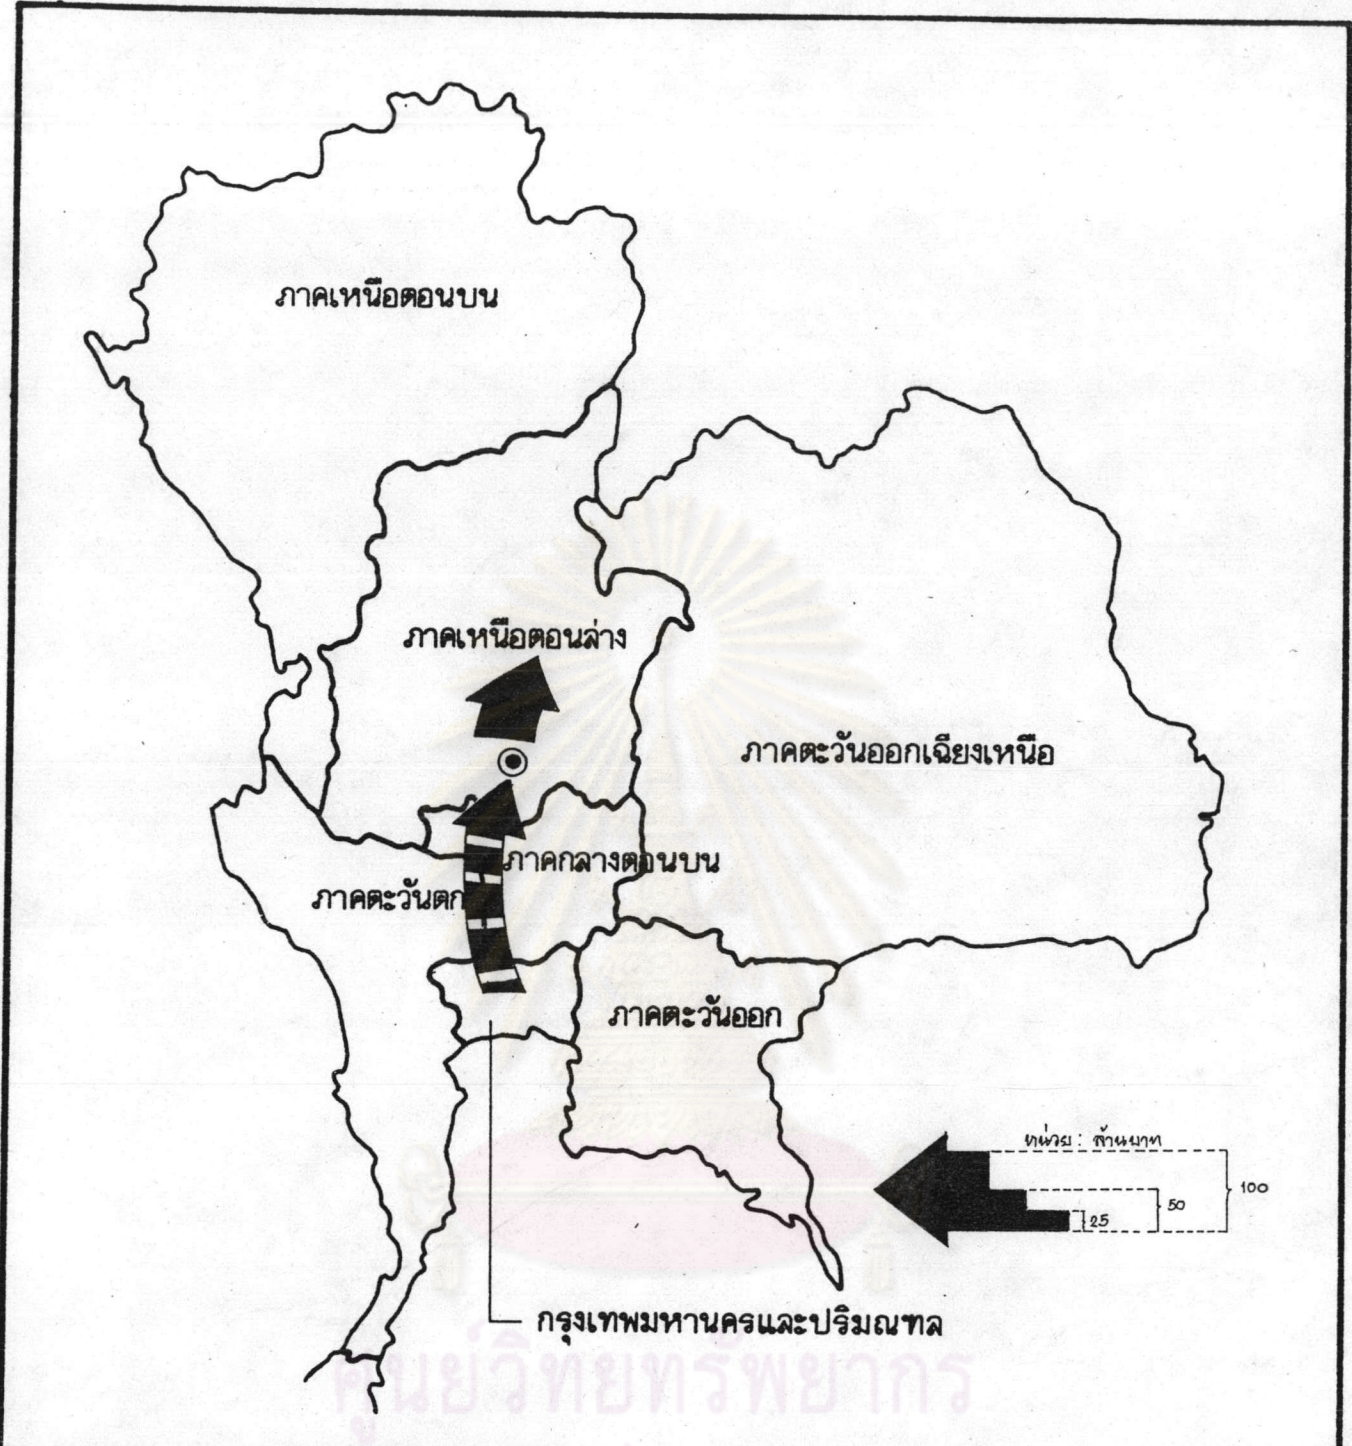 ภาคเหนือตอนบน
ภาคเหนือตอนล่าง
ภาคตะวันออกเฉียงเหนือ
ภาคกลางตอนบน
ภาคตะวันตก
ภาคตะวันออก
หน่วย : ล้านบาท
100
50
25
กรุงเทพมหานครและปริมณฑล
ศูนย์วิทยทรัพยากร